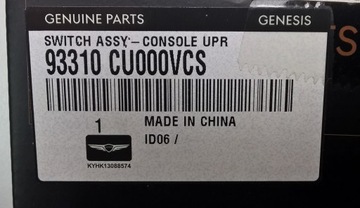 GENUINE PARTS GENESIS
SWITCH ASSY-CONSOLE UPR
93310 CU000VCS
1 MADE IN CHINA
ID06 /
KYHK13088574